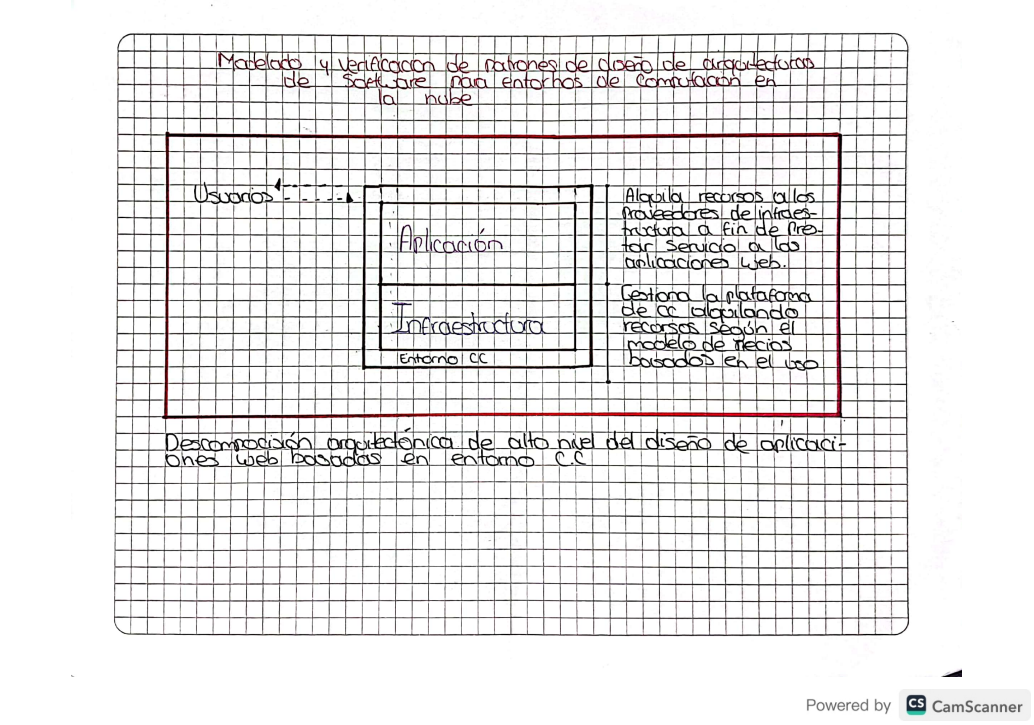 Modelado y verificación de patrones de diseño de arquitecturas
de Software para entornos de computación en
la nube
Usuarios
Aplicación
Infraestructura
Entorno CC
Alquila recursos a los
Proveedores de infraes-
tructura a fin de Pres-
tar servicio a las
aplicaciones web.
Gestiona la plataforma
de CC alquilando
recursos según el
modelo de precios
basados en el uso
Descomposición arquitectónica de alto nivel del diseño de aplicaci-
ones web basadas en entorno C.C
Powered by CS CamScanner